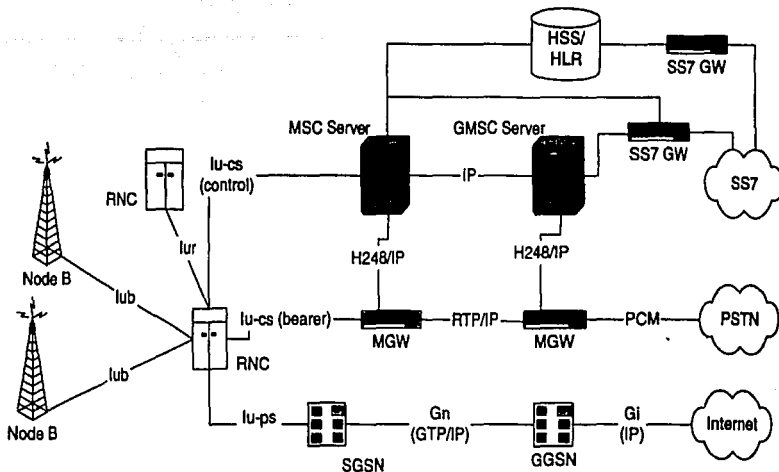 HSS/
HLR
SS7 GW
MSC Server
GMSC Server
SS7 GW
Iu-cs
(control)
IP
SS7
RNC
Iur
H248/IP
H248/IP
Node B
Iub
Iu-cs (bearer)
RTP/IP
PCM
PSTN
MGW
MGW
RNC
Iub
Node B
Iu-ps
Gn
(GTP/IP)
Gi
(IP)
Internet
SGSN
GGSN